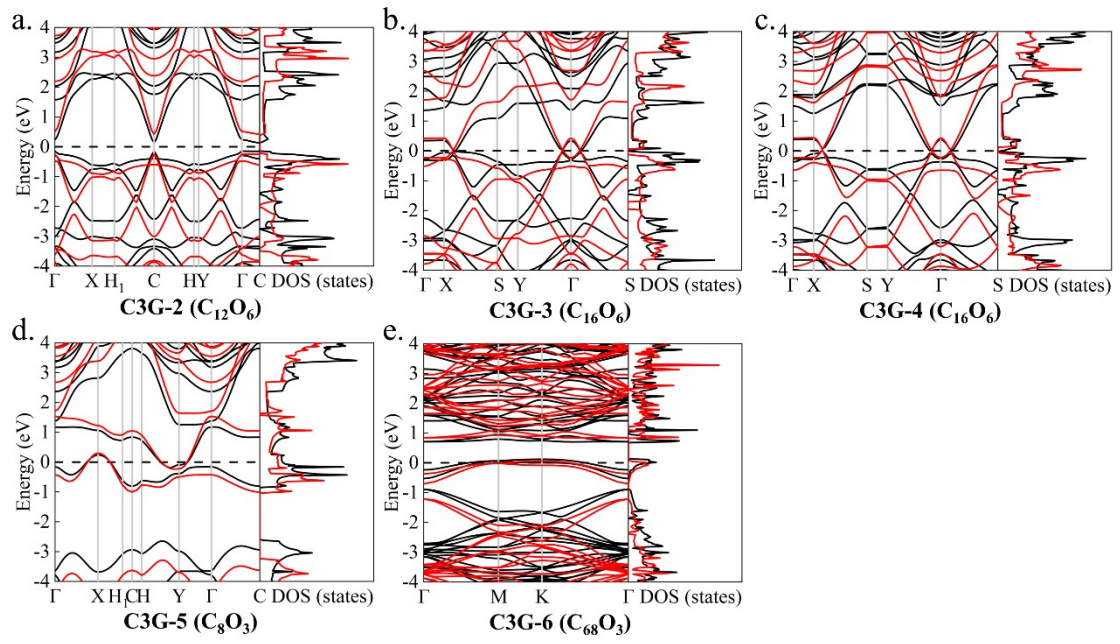 a.
Energy (eV)
4
3
2
1
0
-1
-2
-3
-4
Γ X H₁ C HY Γ C DOS (states)
C3G-2 (C₁₂O₆)
b.
Energy (eV)
4
3
2
1
0
-1
-2
-3
-4
Γ X S Y Γ S DOS (states)
C3G-3 (C₁₆O₆)
c.
Energy (eV)
4
3
2
1
0
-1
-2
-3
-4
Γ X S Y Γ S DOS (states)
C3G-4 (C₁₆O₆)
d.
Energy (eV)
4
3
2
1
0
-1
-2
-3
-4
Γ X H₁CH Y Γ C DOS (states)
C3G-5 (C₈O₃)
e.
Energy (eV)
4
3
2
1
0
-1
-2
-3
-4
Γ M K Γ DOS (states)
C3G-6 (C₆₈O₃)